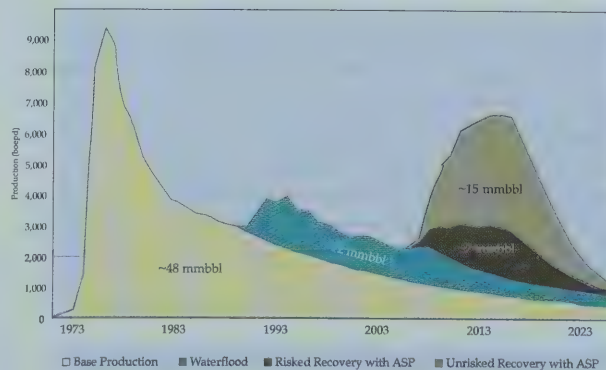 Production (boepd)
9,000
8,000
7,000
6,000
5,000
4,000
3,000
2,000
1,000
0
~15 mmbbl
mmbbl
mmbbl
~48 mmbbl
1973 1983 1993 2003 2013 2023
Base Production Waterflood Risked Recovery with ASP Unrisked Recovery with ASP